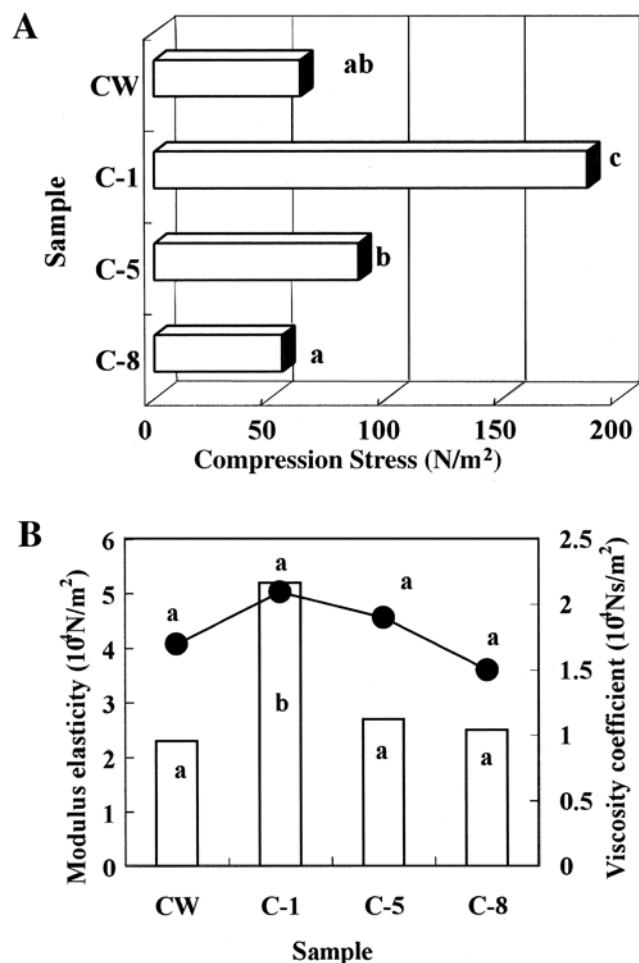 A
Sample
CW
ab
C-1
c
C-5
b
C-8
a
0 50 100 150 200
Compression Stress (N/m²)
B
Modulus elasticity (10⁴N/m²)
6
5
4
3
2
1
0
a a a a
a b a a
2.5
2
1.5
1
0.5
0
Viscosity coefficient (10⁴Ns/m²)
CW C-1 C-5 C-8
Sample